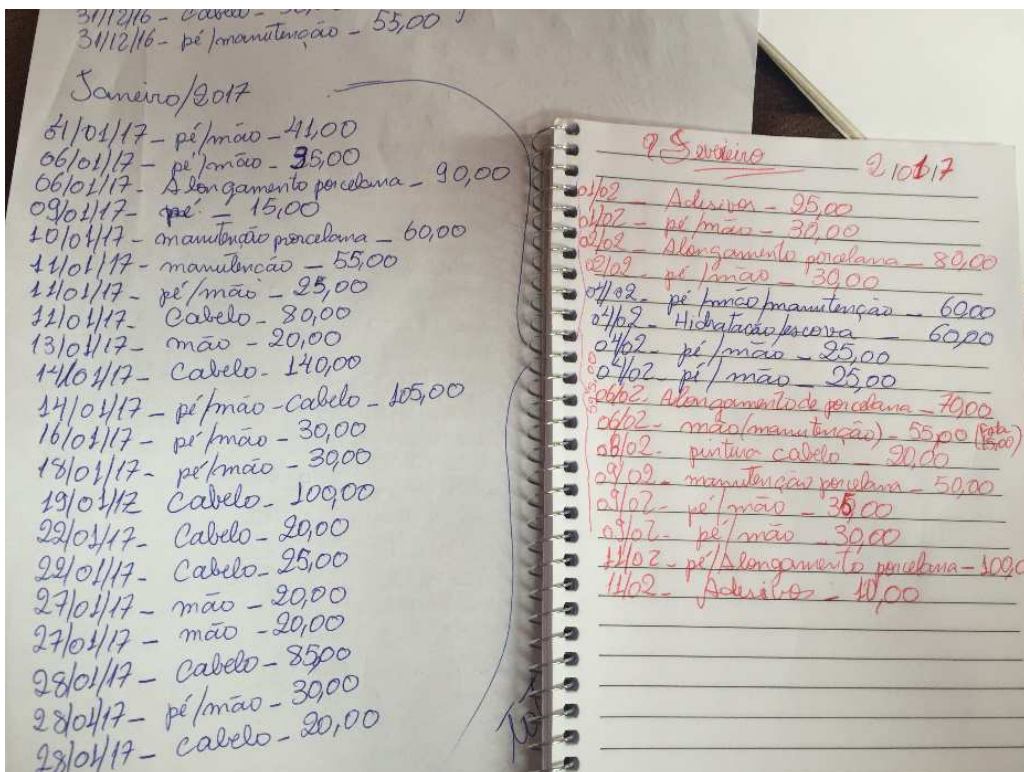 31/12/16 - Cabelo -
31/12/16 - pé/manutenção - 55,00
Janeiro/2017
/01/17 - pé/mão - 41,00
06/01/17 - pé/mão - 35,00
06/01/17 - Alongamento porcelana - 90,00
09/01/17 - pé - 15,00
10/01/17 - manutenção porcelana - 60,00
11/01/17 - manutencão - 55,00
11/01/17 - pé/mão - 25,00
11/01/17 - Cabelo - 80,00
13/01/17 - mão - 20,00
14/01/17 - Cabelo - 140,00
14/01/17 - pé/mão - Cabelo - 105,00
16/01/17 - pé/mão - 30,00
18/01/17 - pé/mão - 30,00
19/01/17 Cabelo - 100,00
22/01/17 - Cabelo - 20,00
22/01/17 - Cabelo - 25,00
27/01/17 - mão - 20,00
27/01/17 - mão - 20,00
28/01/17 - Cabelo - 85,00
28/01/17 - pé/mão - 30,00
28/01/17 - Cabelo - 20,00
Fevereiro 2017
01/02 - Adesivos - 25,00
01/02 - pé/mão - 30,00
02/02 - Alongamento porcelana - 80,00
02/02 - pé/mão - 30,00
04/02 - pé/mão/manutenção - 60,00
04/02 - Hidratação/escova - 60,00
04/02 - pé/mão - 25,00
04/02 - pé/mão - 25,00
06/02 - Alongamento de porcelana - 70,00
06/02 - mão (manutenção) - 55,00
08/02 - pintura cabelo - 20,00
09/02 - manutenção porcelana - 50,00
09/02 - pé/mão - 35,00
09/02 - pé/mão - 30,00
11/02 - pé/Alongamento porcelana - 100,0
11/02 - Adesivos - 10,00